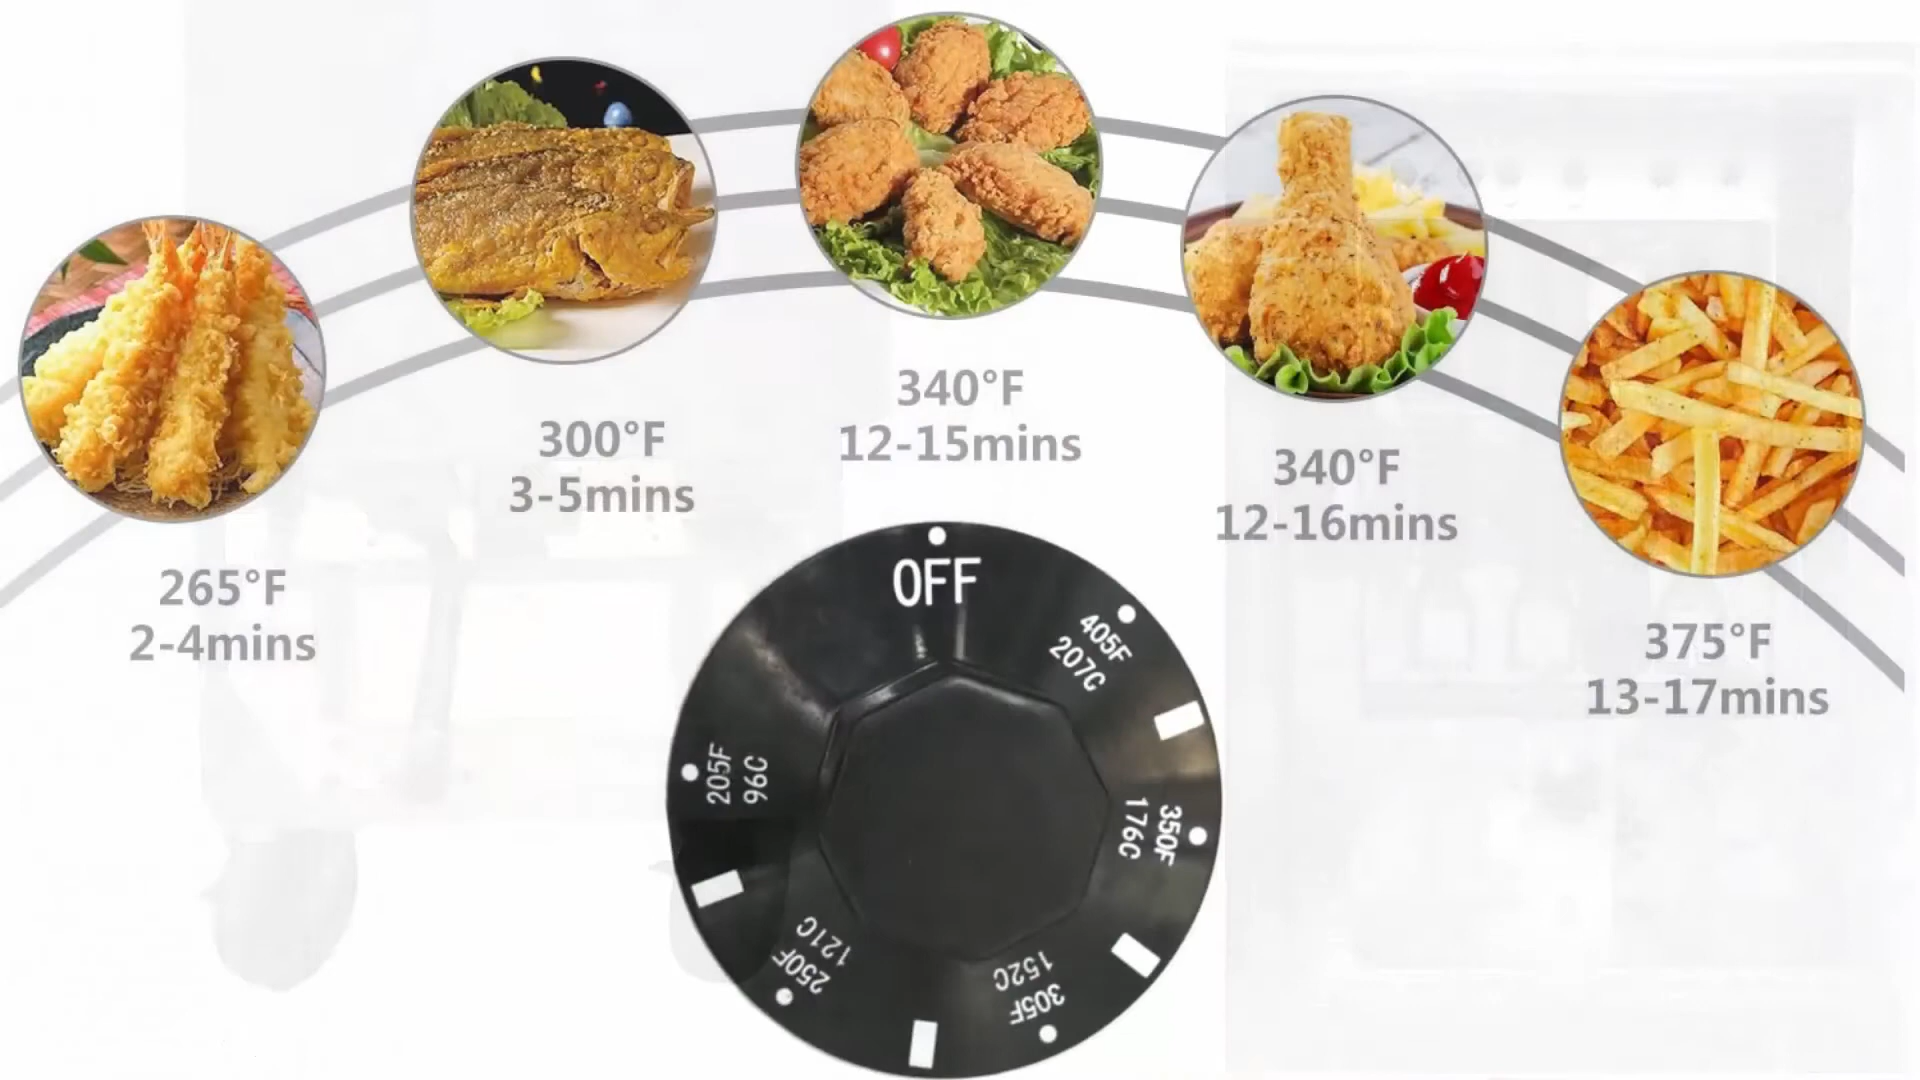 340°F
12-15mins
300°F
3-5mins
340°F
12-16mins
265°F
2-4mins
375°F
13-17mins
OFF
405F
207C
350F
176C
305F
152C
250F
121C
205F
96C